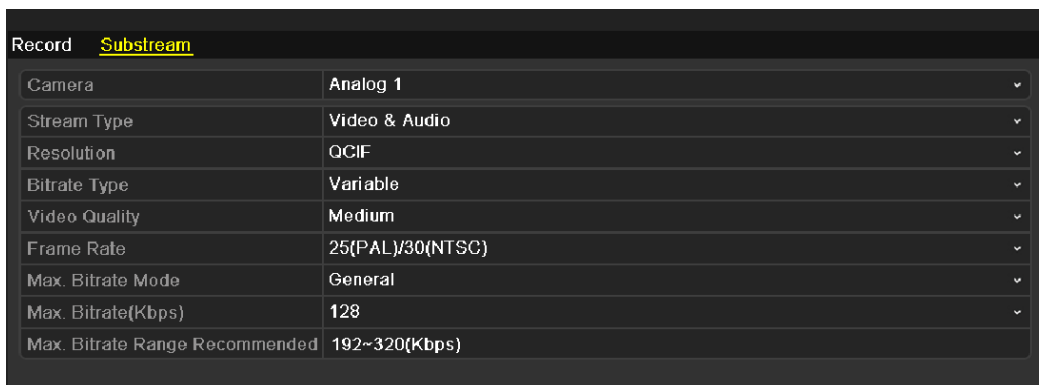 Record Substream
Camera Analog 1
Stream Type Video & Audio
Resolution QCIF
Bitrate Type Variable
Video Quality Medium
Frame Rate 25(PAL)/30(NTSC)
Max. Bitrate Mode General
Max. Bitrate(Kbps) 128
Max. Bitrate Range Recommended 192~320(Kbps)